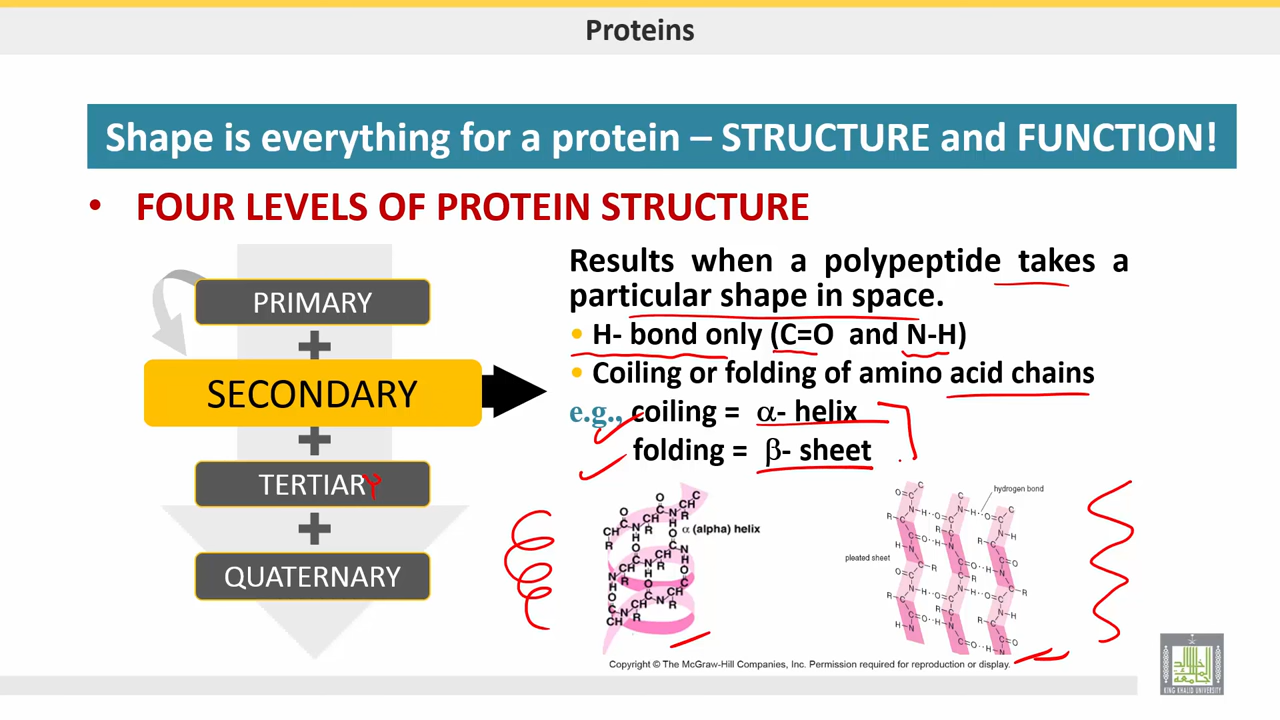 Proteins
Shape is everything for a protein – STRUCTURE and FUNCTION!
• FOUR LEVELS OF PROTEIN STRUCTURE
PRIMARY
+
SECONDARY
+
TERTIARY
+
QUATERNARY
Results when a polypeptide takes a
particular shape in space.
• H- bond only (C=O and N-H)
• Coiling or folding of amino acid chains
e.g., coiling = α- helix
folding = β- sheet
α (alpha) helix
hydrogen bond
pleated sheet
Copyright © The McGraw-Hill Companies, Inc. Permission required for reproduction or display.
KING KHALID UNIVERSITY